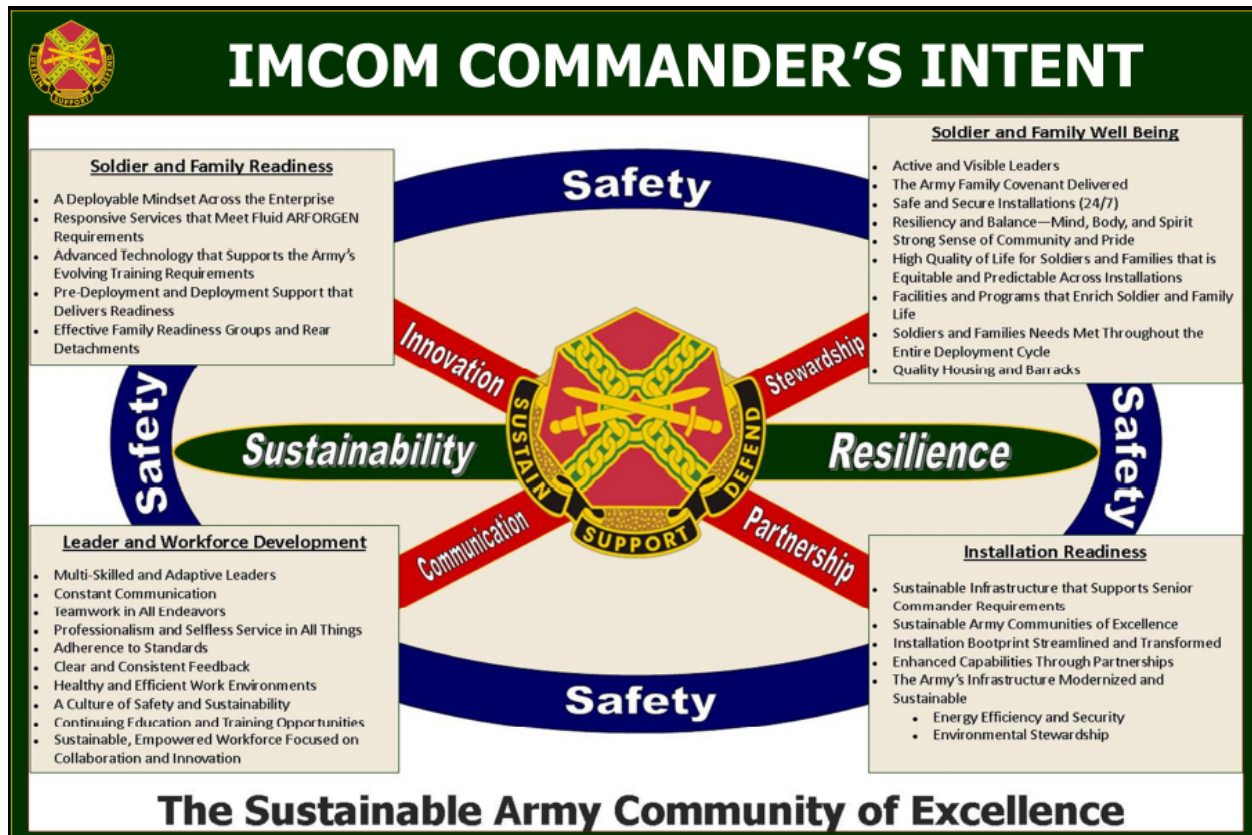 IMCOM COMMANDER'S INTENT
SUSTAIN
SUPPORT
DEFEND
Soldier and Family Readiness
• A Deployable Mindset Across the Enterprise
• Responsive Services that Meet Fluid ARFORGEN
Requirements
• Advanced Technology that Supports the Army's
Evolving Training Requirements
• Pre-Deployment and Deployment Support that
Delivers Readiness
• Effective Family Readiness Groups and Rear
Detachments
Safety
Soldier and Family Well Being
• Active and Visible Leaders
• The Army Family Covenant Delivered
• Safe and Secure Installations (24/7)
• Resiliency and Balance—Mind, Body, and Spirit
• Strong Sense of Community and Pride
• High Quality of Life for Soldiers and Families that is
Equitable and Predictable Across Installations
• Facilities and Programs that Enrich Soldier and Family
Life
• Soldiers and Families Needs Met Throughout the
Entire Deployment Cycle
• Quality Housing and Barracks
Innovation
Stewardship
Safety
Sustainability
SUSTAIN
SUPPORT
DEFEND
Resilience
Safety
Communication
Partnership
Leader and Workforce Development
• Multi-Skilled and Adaptive Leaders
• Constant Communication
• Teamwork in All Endeavors
• Professionalism and Selfless Service in All Things
• Adherence to Standards
• Clear and Consistent Feedback
• Healthy and Efficient Work Environments
• A Culture of Safety and Sustainability
• Continuing Education and Training Opportunities
• Sustainable, Empowered Workforce Focused on
Collaboration and Innovation
Safety
Installation Readiness
• Sustainable Infrastructure that Supports Senior
Commander Requirements
• Sustainable Army Communities of Excellence
• Installation Bootprint Streamlined and Transformed
• Enhanced Capabilities Through Partnerships
• The Army's Infrastructure Modernized and
Sustainable
• Energy Efficiency and Security
• Environmental Stewardship
The Sustainable Army Community of Excellence